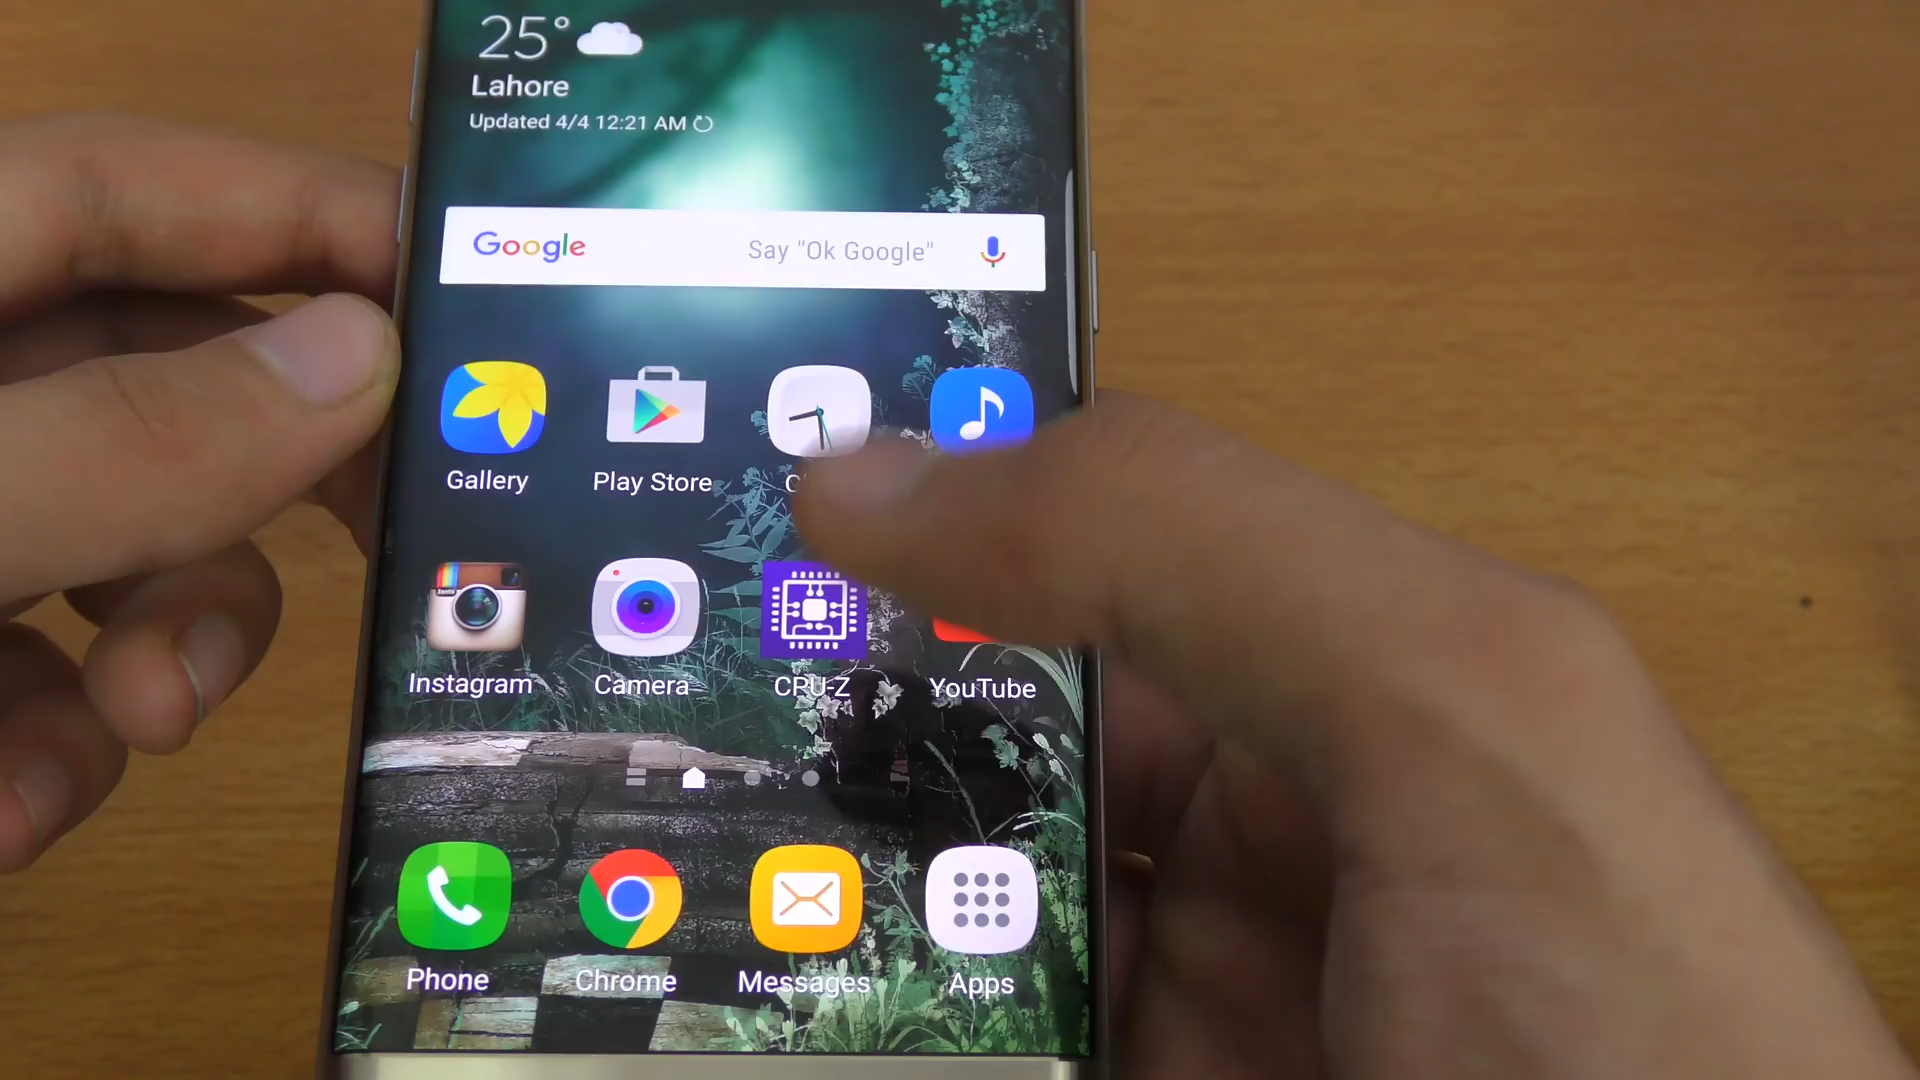 25°
Lahore
Updated 4/4 12:21 AM
Google Say "Ok Google"
Gallery Play Store
Instagram Camera CPU-Z YouTube
Phone Chrome Messages Apps